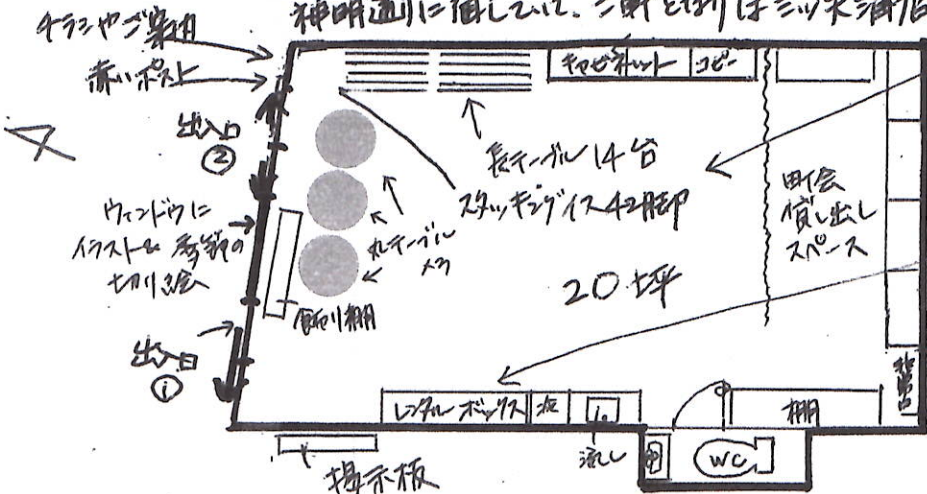 神明通りに面していて、三軒となりは三ツ矢酒店
チラシやご案内
赤いポスト
出入口
②
ウィンドウに
イラスト& 季節の
切り絵
飾り棚
出入口
①
キャビネット
コピー
長テーブル 14台
スタッキングイス 42脚
丸テーブル
×3
20坪
町会
貸し出し
スペース
レンタルボックス
流し
棚
WC
掲示板